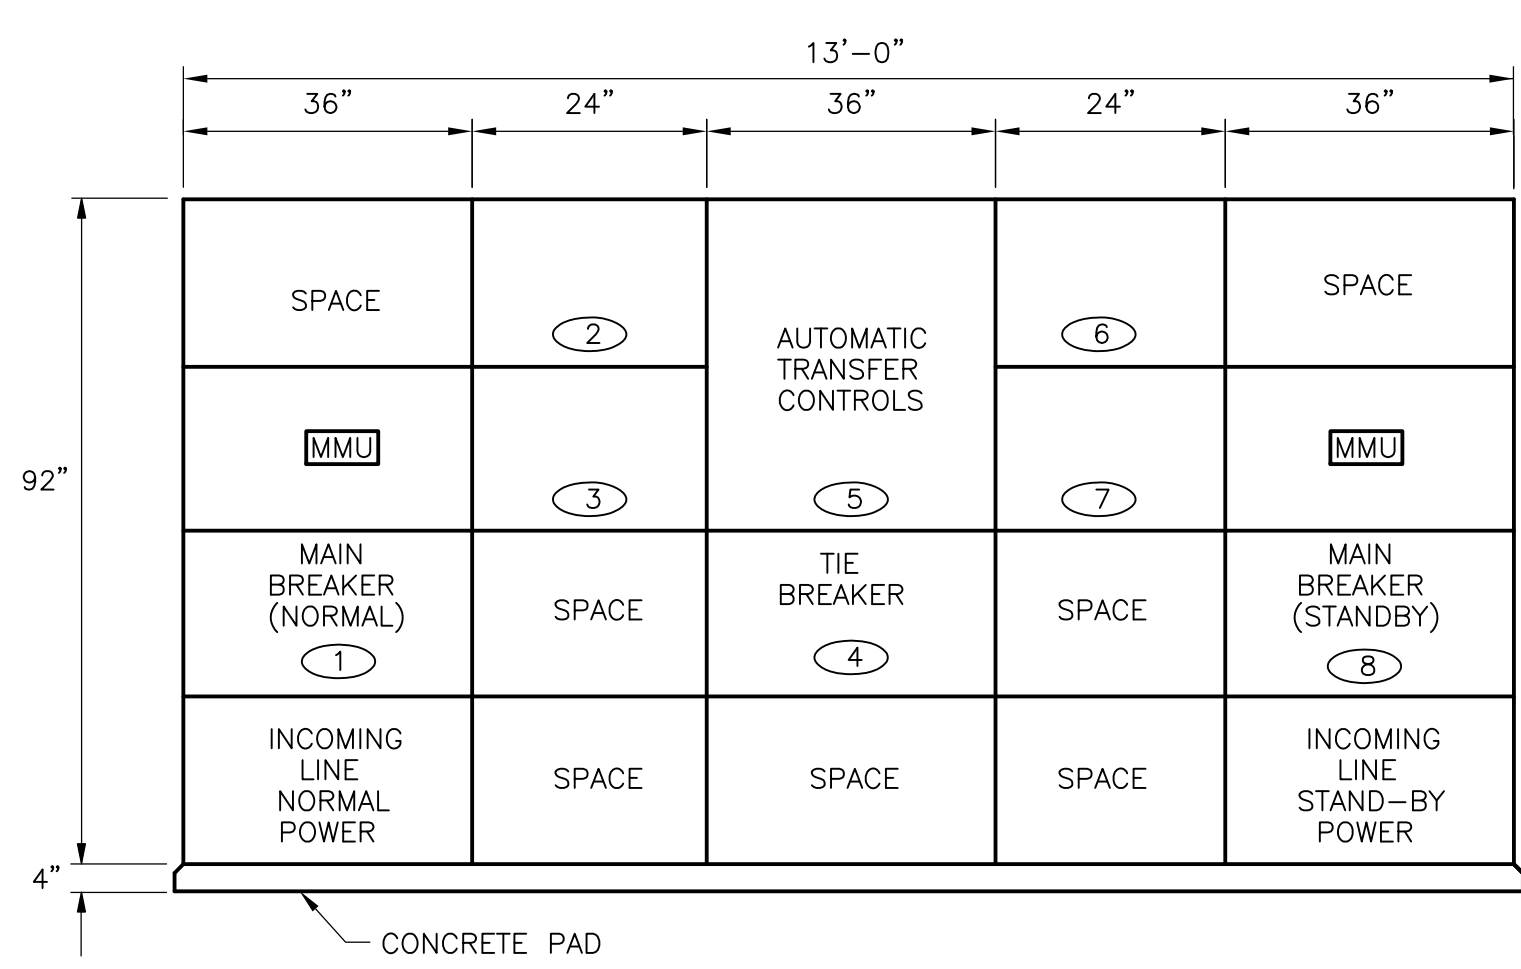 13'-0"
36"
24"
36"
24"
36"
SPACE
2
AUTOMATIC
TRANSFER
CONTROLS
6
SPACE
92"
MMU
3
5
7
MMU
MAIN
BREAKER
(NORMAL)
1
SPACE
TIE
BREAKER
4
SPACE
MAIN
BREAKER
(STANDBY)
8
INCOMING
LINE
NORMAL
POWER
SPACE
SPACE
SPACE
INCOMING
LINE
STAND-BY
POWER
4"
CONCRETE PAD